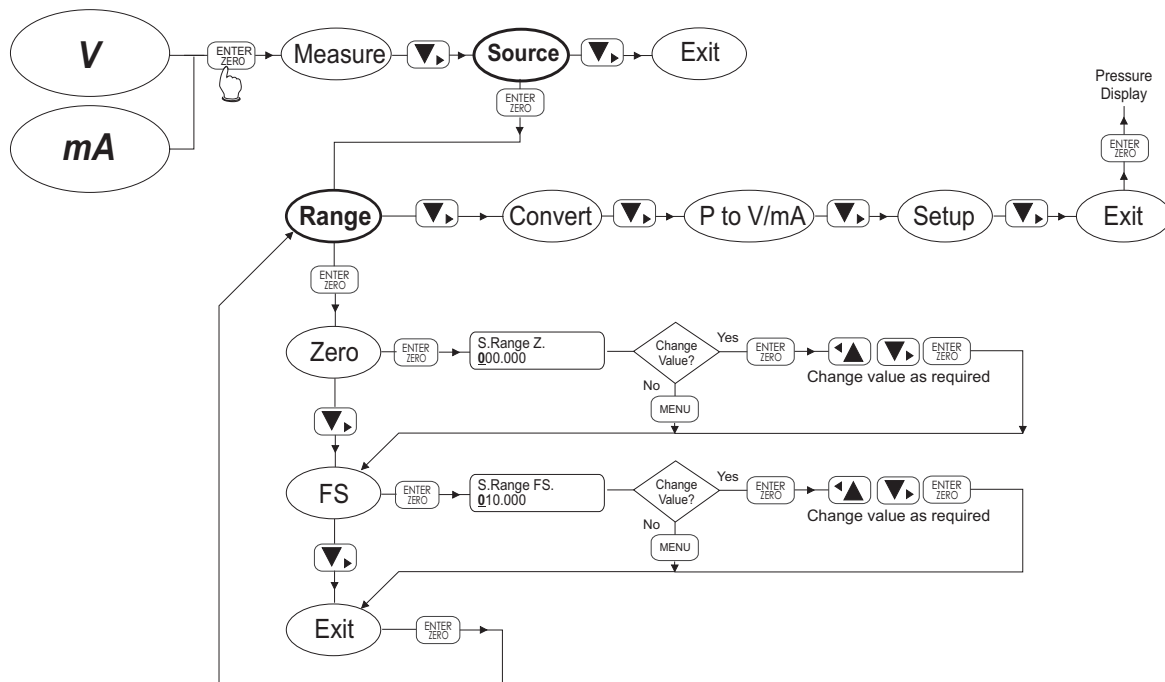 V
mA
ENTER
ZERO
Measure
Source
Exit
ENTER
ZERO
Pressure
Display
ENTER
ZERO
Range
Convert
P to V/mA
Setup
Exit
ENTER
ZERO
Zero
ENTER
ZERO
S.Range Z.
000.000
Change
Value?
Yes
ENTER
ZERO
ENTER
ZERO
Change value as required
No
MENU
FS
ENTER
ZERO
S.Range FS.
010.000
Change
Value?
Yes
ENTER
ZERO
ENTER
ZERO
Change value as required
No
MENU
Exit
ENTER
ZERO